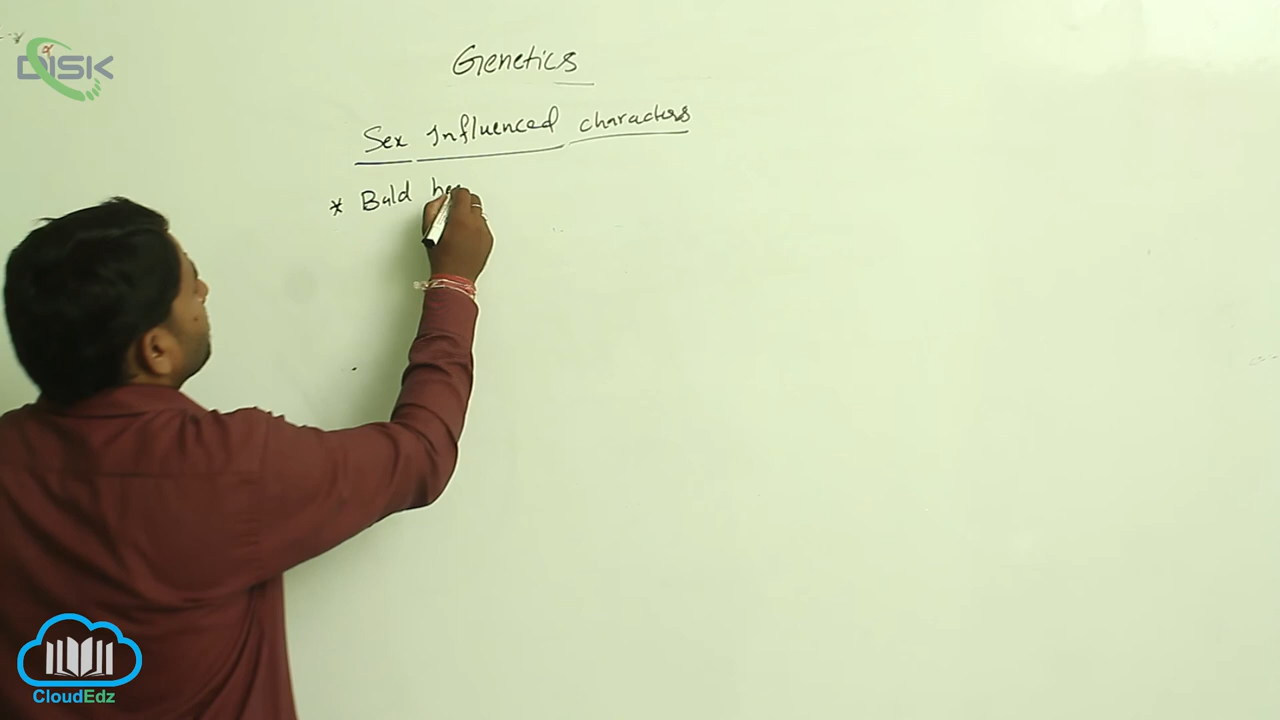 DISK
Genetics
Sex Influenced characters
* Bald
CloudEdz